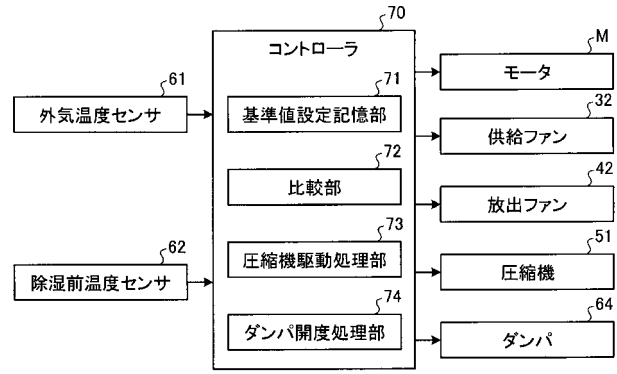 70
コントローラ
61
外気温度センサ
62
除湿前温度センサ
71
基準値設定記憶部
72
比較部
73
圧縮機駆動処理部
74
ダンパ開度処理部
M
モータ
32
供給ファン
42
放出ファン
51
圧縮機
64
ダンパ